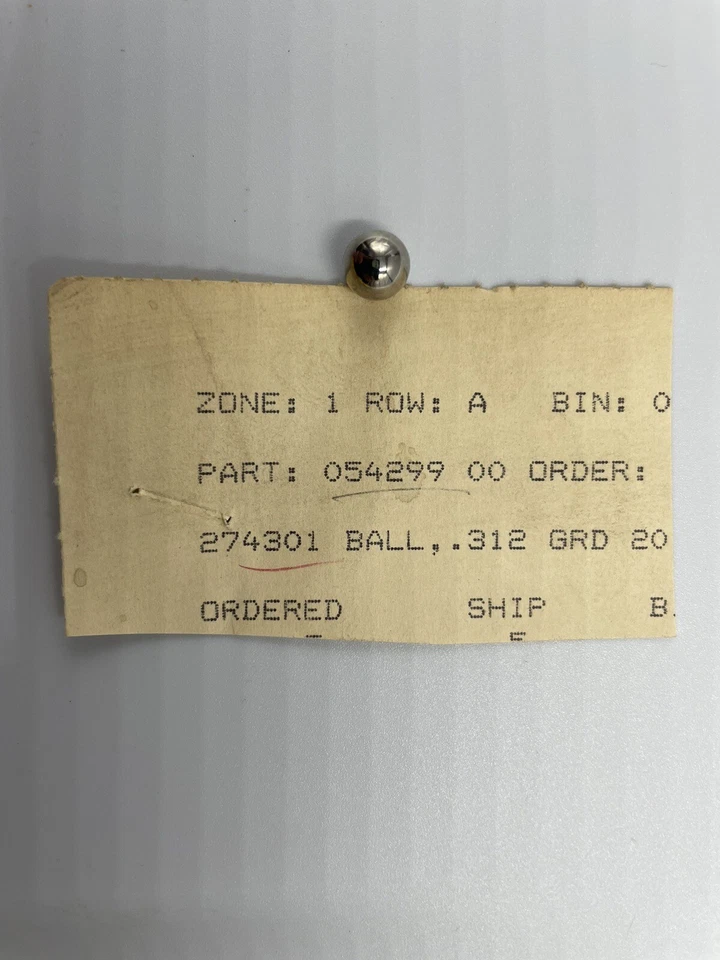 ZONE: 1 ROW: A BIN: 0
PART: 054299 00 ORDER:
274301 BALL,.312 GRD 20
ORDERED SHIP B.